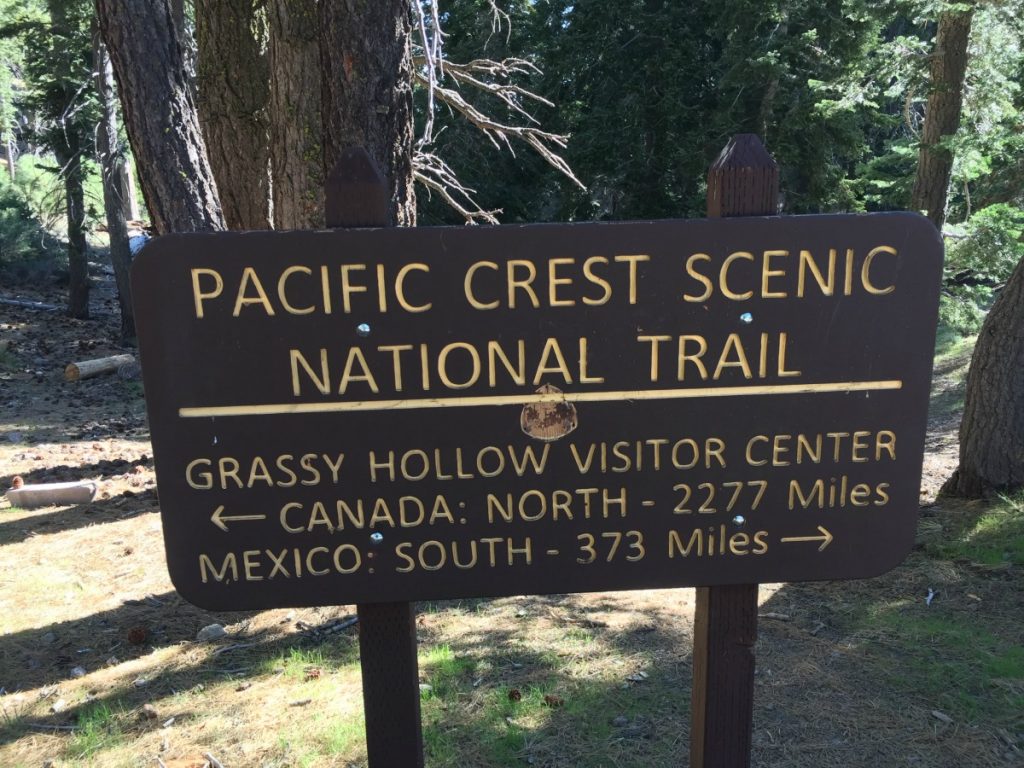 PACIFIC CREST SCENIC
NATIONAL TRAIL
GRASSY HOLLOW VISITOR CENTER
← CANADA: NORTH - 2277 Miles
MEXICO: SOUTH - 373 Miles →